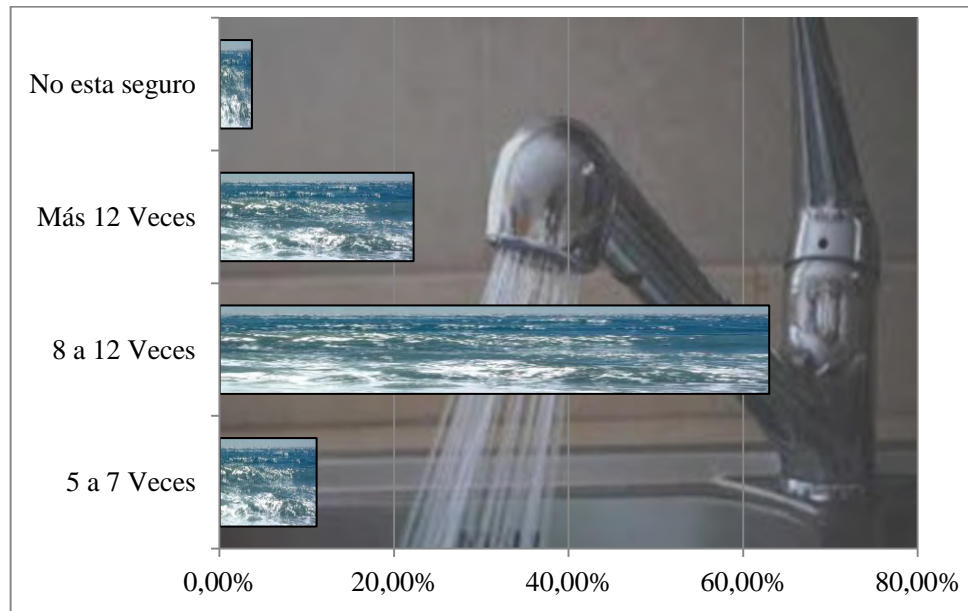 No esta seguro
Más 12 Veces
8 a 12 Veces
5 a 7 Veces
0,00% 20,00% 40,00% 60,00% 80,00%